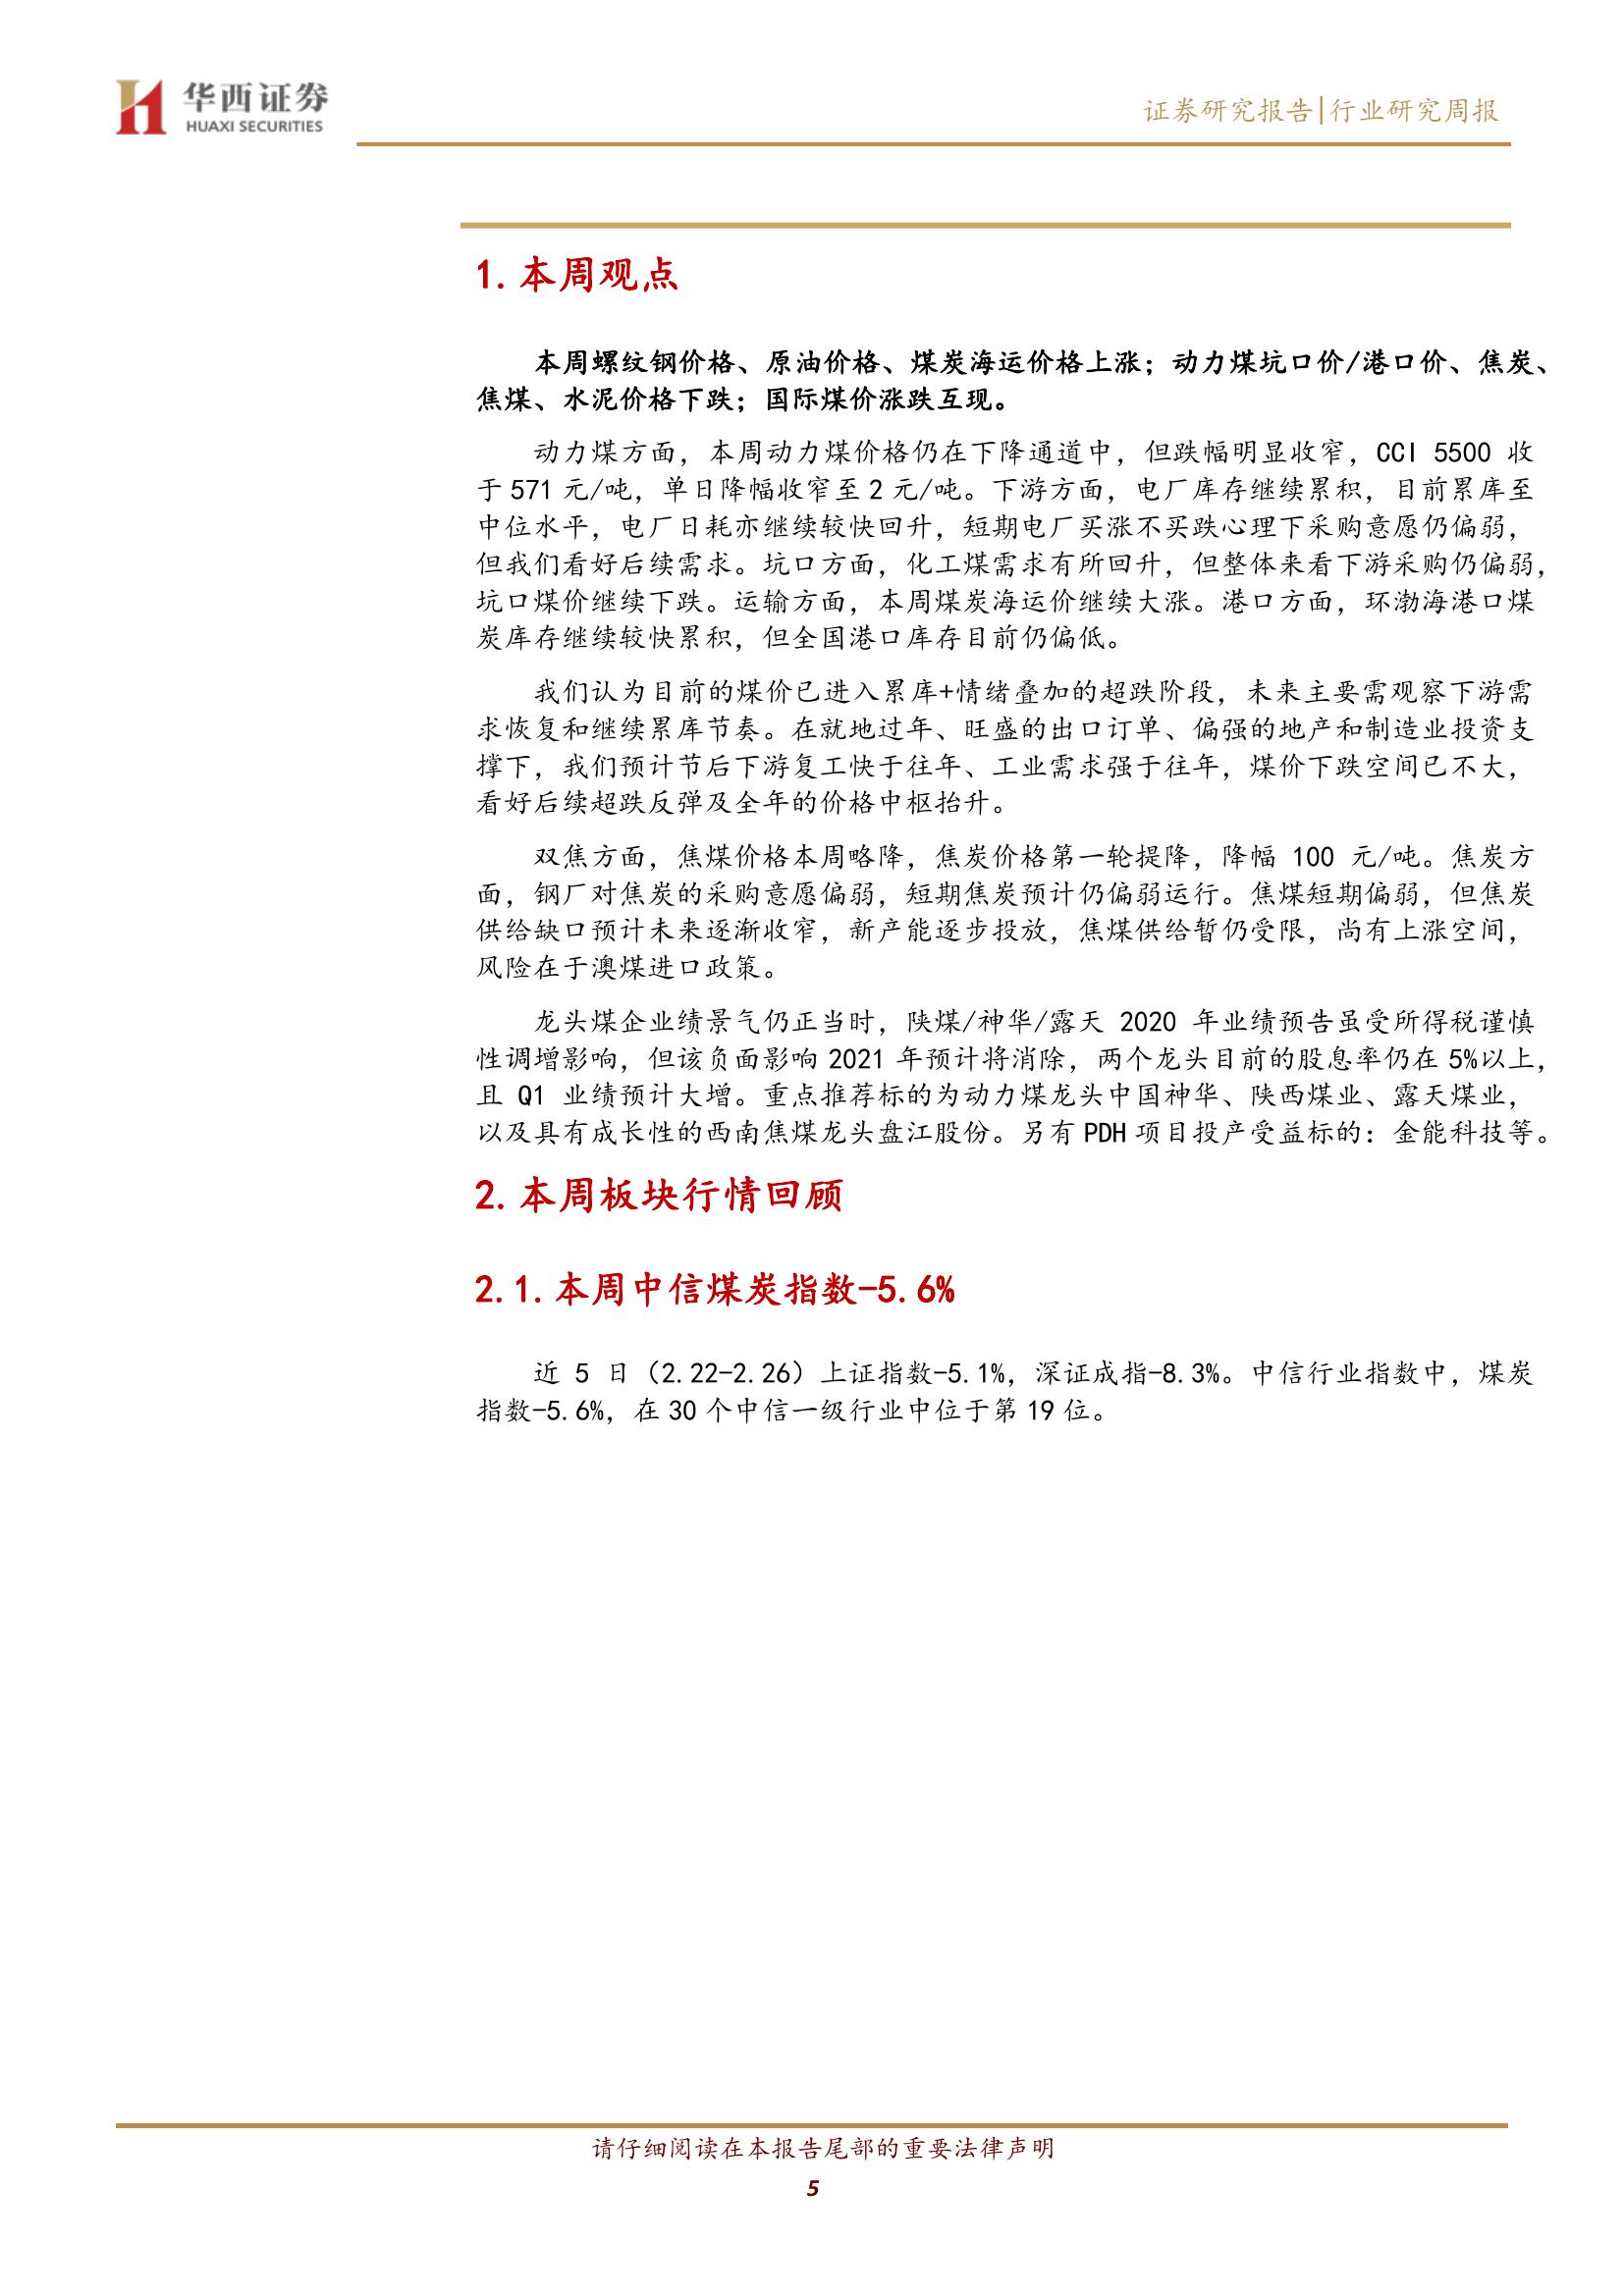 华西证券
HUAXI SECURITIES
证券研究报告|行业研究周报
1.本周观点
本周螺纹钢价格、原油价格、煤炭海运价格上涨；动力煤坑口价/港口价、焦炭、
焦煤、水泥价格下跌；国际煤价涨跌互现。
动力煤方面，本周动力煤价格仍在下降通道中，但跌幅明显收窄，CCI 5500 收
于 571 元/吨，单日降幅收窄至 2 元/吨。下游方面，电厂库存继续累积，目前累库至
中位水平，电厂日耗亦继续较快回升，短期电厂买涨不买跌心理下采购意愿仍偏弱，
但我们看好后续需求。坑口方面，化工煤需求有所回升，但整体来看下游采购仍偏弱，
坑口煤价继续下跌。运输方面，本周煤炭海运价继续大涨。港口方面，环渤海港口煤
炭库存继续较快累积，但全国港口库存目前仍偏低。
我们认为目前的煤价已进入累库+情绪叠加的超跌阶段，未来主要需观察下游需
求恢复和继续累库节奏。在就地过年、旺盛的出口订单、偏强的地产和制造业投资支
撑下，我们预计节后下游复工快于往年、工业需求强于往年，煤价下跌空间已不大，
看好后续超跌反弹及全年的价格中枢抬升。
双焦方面，焦煤价格本周略降，焦炭价格第一轮提降，降幅 100 元/吨。焦炭方
面，钢厂对焦炭的采购意愿偏弱，短期焦炭预计仍偏弱运行。焦煤短期偏弱，但焦炭
供给缺口预计未来逐渐收窄，新产能逐步投放，焦煤供给暂仍受限，尚有上涨空间，
风险在于澳煤进口政策。
龙头煤企业绩景气仍正当时，陕煤/神华/露天 2020 年业绩预告虽受所得税谨慎
性调增影响，但该负面影响 2021 年预计将消除，两个龙头目前的股息率仍在 5%以上，
且 Q1 业绩预计大增。重点推荐标的为动力煤龙头中国神华、陕西煤业、露天煤业，
以及具有成长性的西南焦煤龙头盘江股份。另有 PDH 项目投产受益标的：金能科技等。
2.本周板块行情回顾
2.1.本周中信煤炭指数-5.6%
近 5 日（2.22-2.26）上证指数-5.1%，深证成指-8.3%。中信行业指数中，煤炭
指数-5.6%，在 30 个中信一级行业中位于第 19 位。
请仔细阅读在本报告尾部的重要法律声明
5